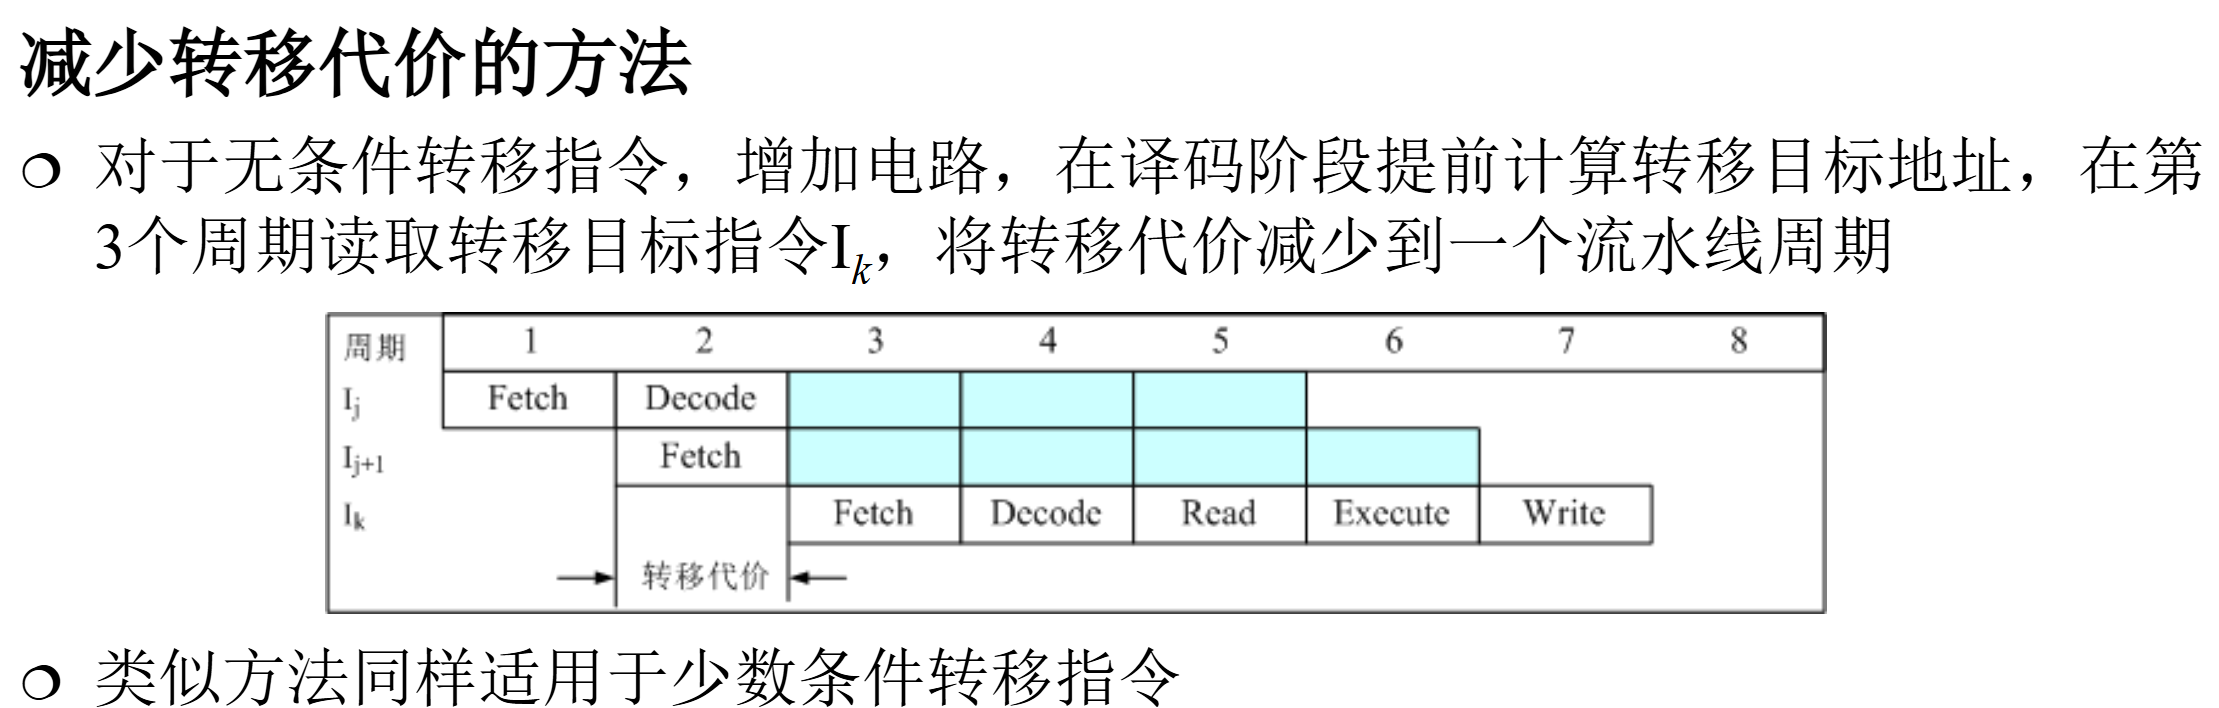 减少转移代价的方法
对于无条件转移指令，增加电路，在译码阶段提前计算转移目标地址，在第
3个周期读取转移目标指令Ik，将转移代价减少到一个流水线周期
周期 1 2 3 4 5 6 7 8
Ij Fetch Decode
Ij+1 Fetch
Ik Fetch Decode Read Execute Write
转移代价
类似方法同样适用于少数条件转移指令